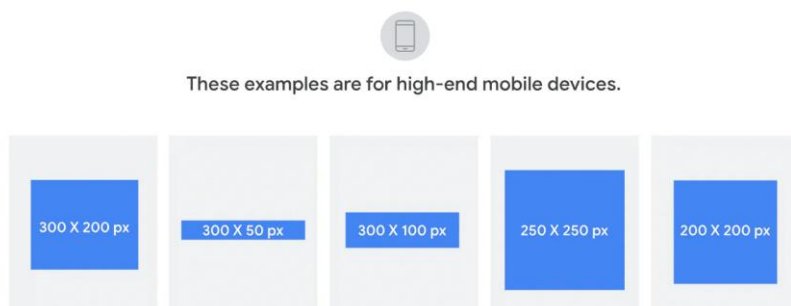 These examples are for high-end mobile devices.
300 X 200 px
300 X 50 px
300 X 100 px
250 X 250 px
200 X 200 px